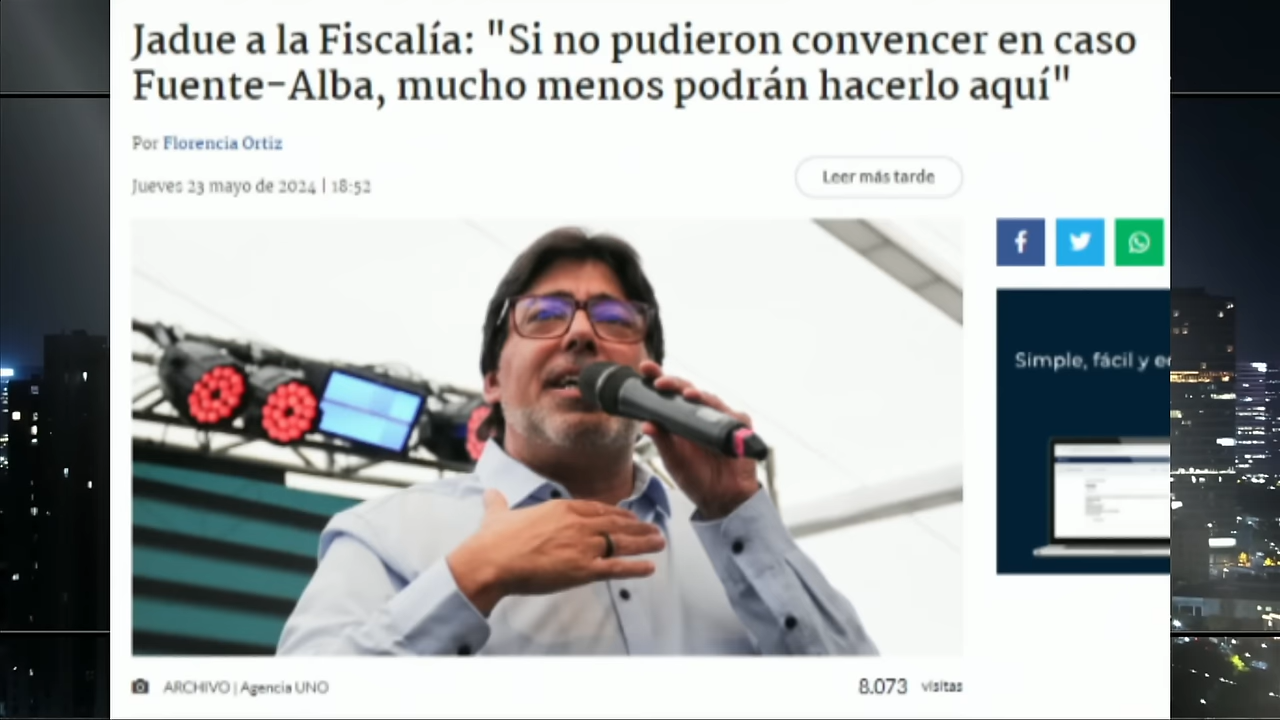 Jadue a la Fiscalía: "Si no pudieron convencer en caso
Fuente-Alba, mucho menos podrán hacerlo aquí"
Por Florencia Ortiz
Jueves 23 mayo de 2024 | 18:52
Leer más tarde
Simple, fácil y
ARCHIVO | Agencia UNO
8.073 visitas